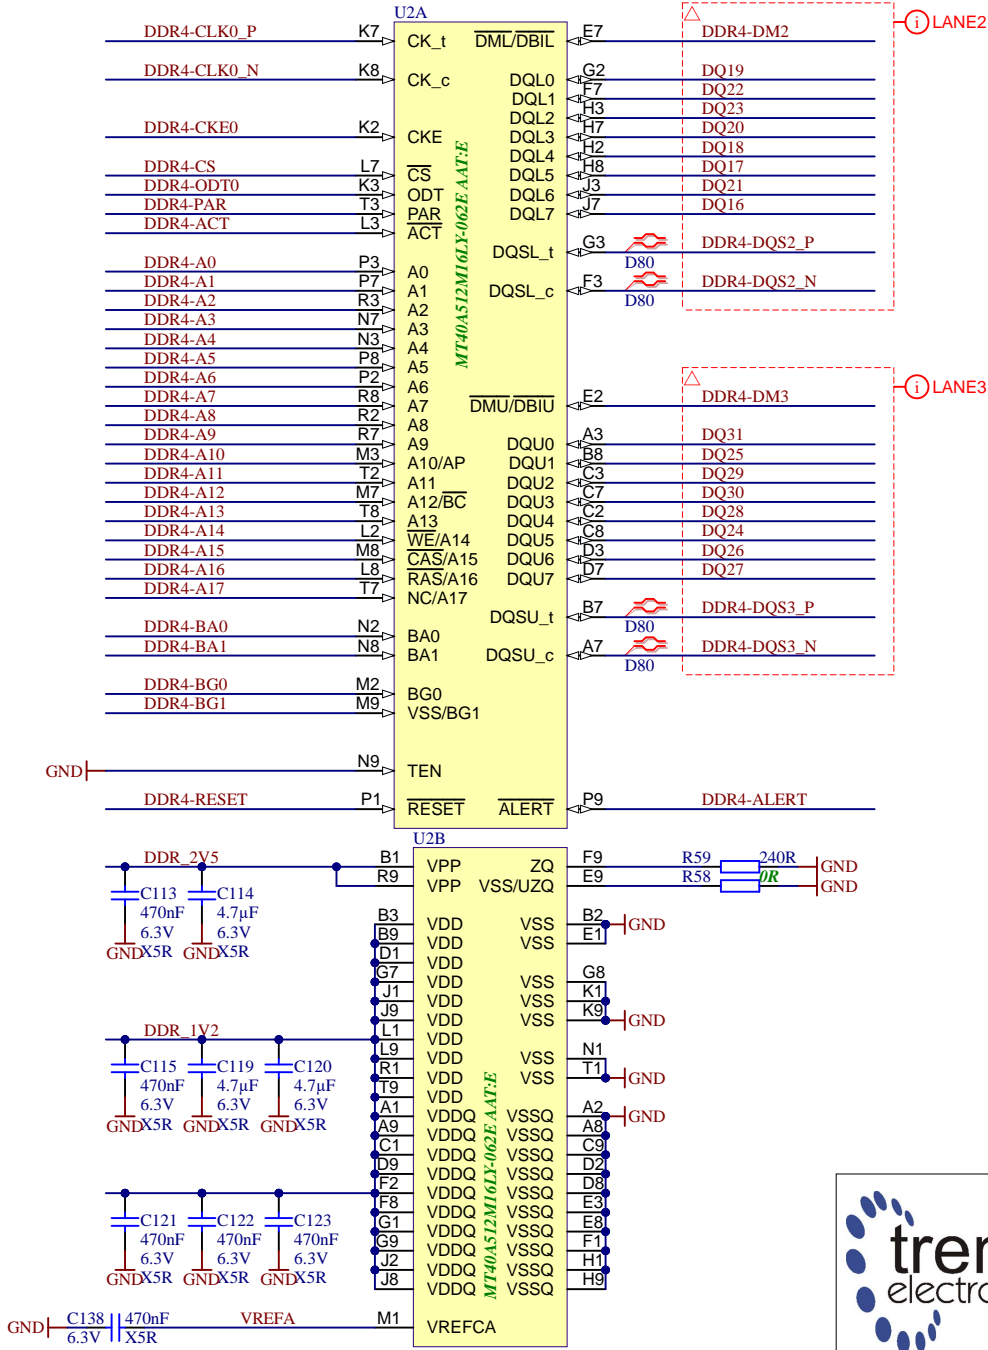 U2A
DDR4-CLK0_P K7 CK_t DML/DBIL E7 DDR4-DM2 i LANE2
DDR4-CLK0_N K8 CK_c DQL0 G2 DQ19
DQL1 F7 DQ22
DQL2 H3 DQ23
DDR4-CKE0 K2 CKE DQL3 H7 DQ20
DQL4 H2 DQ18
DDR4-CS L7 CS DQL5 H8 DQ17
DDR4-ODT0 K3 ODT DQL6 J3 DQ21
DDR4-PAR T3 PAR DQL7 J7 DQ16
DDR4-ACT L3 ACT
DQSL_t G3 DDR4-DQS2_P
D80
DDR4-A0 P3 A0
DDR4-A1 P7 A1 DQSL_c F3 DDR4-DQS2_N
D80
DDR4-A2 R3 A2
DDR4-A3 N7 A3
DDR4-A4 N3 A4
DDR4-A5 P8 A5
DDR4-A6 P2 A6
DDR4-A7 R8 A7 DMU/DBIU E2 DDR4-DM3 i LANE3
DDR4-A8 R2 A8
DDR4-A9 R7 A9 DQU0 A3 DQ31
DDR4-A10 M3 A10/AP DQU1 B8 DQ25
DDR4-A11 T2 A11 DQU2 C3 DQ29
DDR4-A12 M7 A12/BC DQU3 C7 DQ30
DDR4-A13 T8 A13 DQU4 C2 DQ28
DDR4-A14 L2 WE/A14 DQU5 C8 DQ24
DDR4-A15 M8 CAS/A15 DQU6 D3 DQ26
DDR4-A16 L8 RAS/A16 DQU7 D7 DQ27
DDR4-A17 T7 NC/A17
DQSU_t B7 DDR4-DQS3_P
D80
DDR4-BA0 N2 BA0
DDR4-BA1 N8 BA1 DQSU_c A7 DDR4-DQS3_N
D80
DDR4-BG0 M2 BG0
DDR4-BG1 M9 VSS/BG1
GND N9 TEN
DDR4-RESET P1 RESET ALERT P9 DDR4-ALERT
MT40A512M16LY-062E AAT:E
U2B
DDR_2V5 B1 VPP ZQ F9 R59 240R GND
R9 VPP VSS/UZQ E9 R58 0R GND
C113 C114
470nF 4.7µF
6.3V 6.3V
GND X5R GND X5R
B3 VDD VSS B2 GND
B9 VDD VSS E1
D1 VDD
G7 VDD VSS G8
J1 VDD VSS K1
J9 VDD VSS K9 GND
DDR_1V2 L1 VDD
L9 VDD VSS N1
R1 VDD VSS T1 GND
T9 VDD
C115 C119 C120
470nF 4.7µF 4.7µF
6.3V 6.3V 6.3V
GND X5R GND X5R GND X5R
A1 VDDQ VSSQ A2 GND
A9 VDDQ VSSQ A8
C1 VDDQ VSSQ C9
D9 VDDQ VSSQ D2
F2 VDDQ VSSQ D8
F8 VDDQ VSSQ E3
G1 VDDQ VSSQ E8
G9 VDDQ VSSQ F1
J2 VDDQ VSSQ H1
J8 VDDQ VSSQ H9
C121 C122 C123
470nF 470nF 470nF
6.3V 6.3V 6.3V
GND X5R GND X5R GND X5R
MT40A512M16LY-062E AAT:E
GND C138 470nF VREFA M1 VREFCA
6.3V X5R
tren
electro